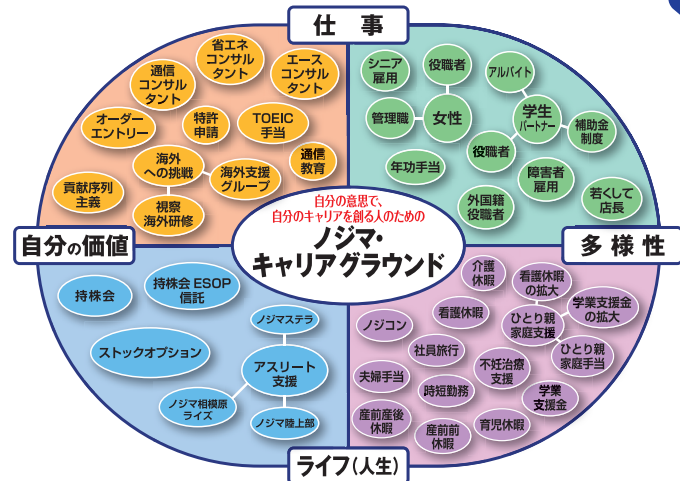 仕 事
省エネ
コンサル
タント
エース
コンサル
タント
通信
コンサル
タント
オーダー
エントリー
特許
申請
TOEIC
手当
海外
への挑戦
海外支援
グループ
通信
教育
貢献序列
主義
視察
海外研修
シニア
雇用
役職者
アルバイト
管理職
女性
学生
パートナー
補助金
制度
役職者
年功手当
障害者
雇用
外国籍
役職者
若くして
店長
自分の価値
自分の意思で、
自分のキャリアを創る人のための
ノジマ・
キャリアグラウンド
多様性
持株会
持株会 ESOP
信託
ノジマステラ
ストックオプション
アスリート
支援
ノジマ相模原
ライズ
ノジマ陸上部
介護
休暇
看護休暇
の拡大
学業支援金
の拡大
ノジコン
看護休暇
ひとり親
家庭支援
社員旅行
ひとり親
家庭手当
夫婦手当
時短勤務
不妊治療
支援
学業
支援金
産前産後
休暇
産前前
休暇
育児休暇
ライフ(人生)